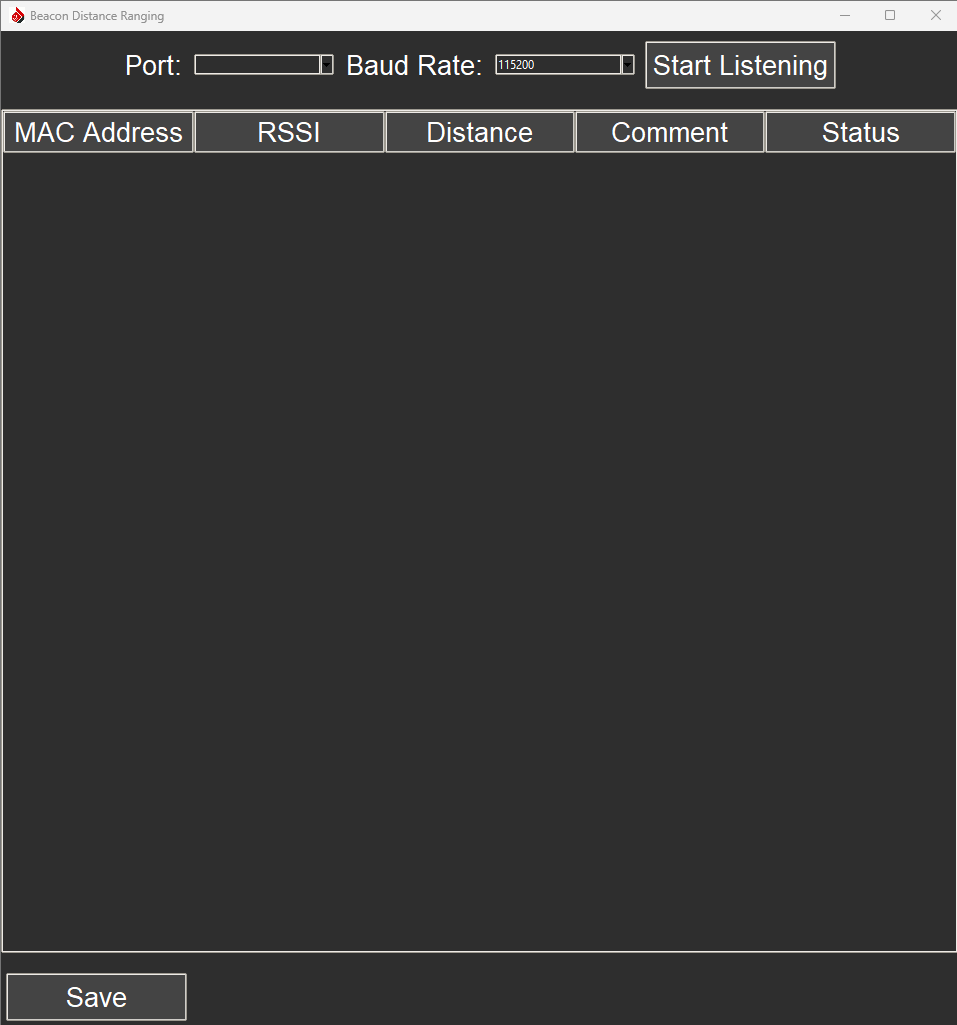 Beacon Distance Ranging
Port: Baud Rate: 115200 Start Listening
MAC Address RSSI Distance Comment Status
Save